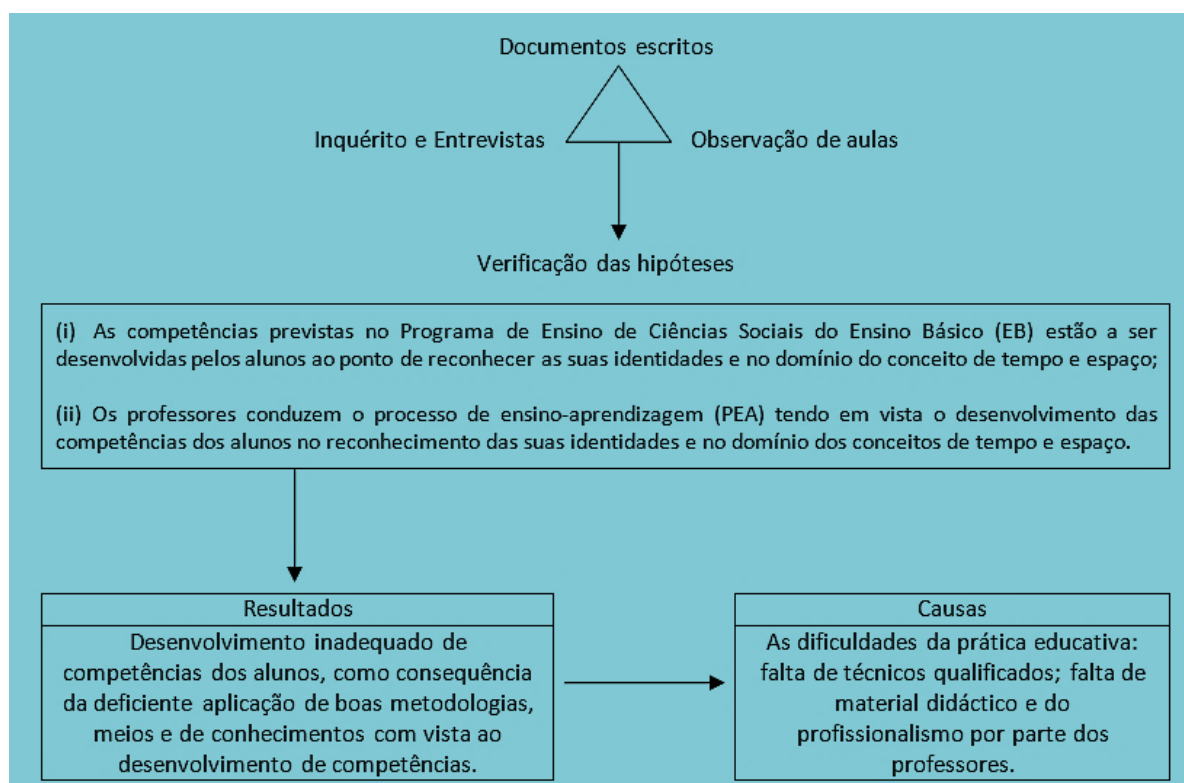 Documentos escritos
Inquérito e Entrevistas
Observação de aulas
Verificação das hipóteses
(i) As competências previstas no Programa de Ensino de Ciências Sociais do Ensino Básico (EB) estão a ser
desenvolvidas pelos alunos ao ponto de reconhecer as suas identidades e no domínio do conceito de tempo e espaço;
(ii) Os professores conduzem o processo de ensino-aprendizagem (PEA) tendo em vista o desenvolvimento das
competências dos alunos no reconhecimento das suas identidades e no domínio dos conceitos de tempo e espaço.
Resultados
Desenvolvimento inadequado de
competências dos alunos, como consequência
da deficiente aplicação de boas metodologias,
meios e de conhecimentos com vista ao
desenvolvimento de competências.
Causas
As dificuldades da prática educativa:
falta de técnicos qualificados; falta de
material didáctico e do
profissionalismo por parte dos
professores.